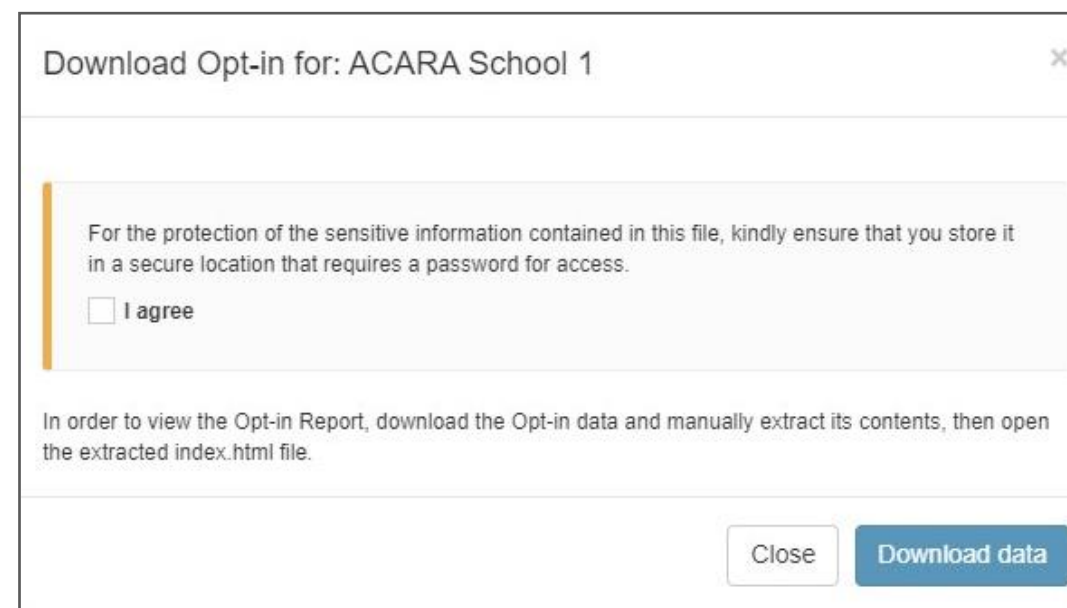 Download Opt-in for: ACARA School 1
×
For the protection of the sensitive information contained in this file, kindly ensure that you store it
in a secure location that requires a password for access.
I agree
In order to view the Opt-in Report, download the Opt-in data and manually extract its contents, then open
the extracted index.html file.
Close
Download data